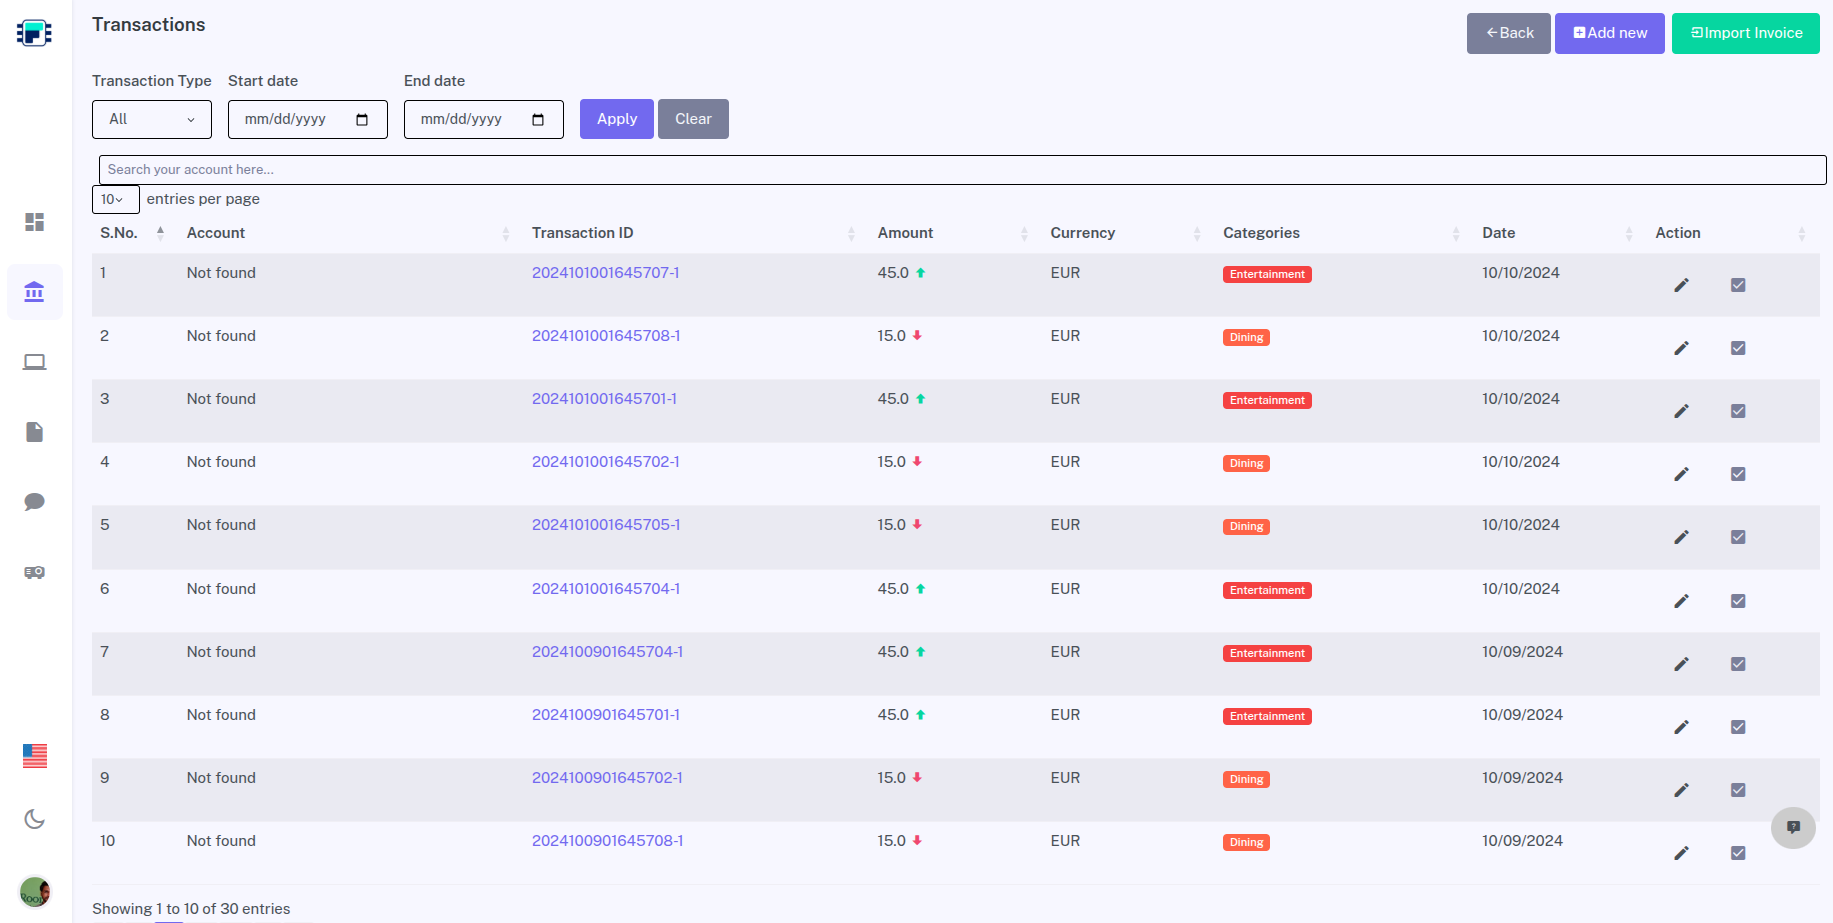 Transactions
Back
Add new
Import Invoice
Transaction Type
Start date
End date
All
mm/dd/yyyy
mm/dd/yyyy
Apply
Clear
Search your account here...
10 entries per page
S.No. Account Transaction ID Amount Currency Categories Date Action
1 Not found 2024101001645707-1 45.0 EUR Entertainment 10/10/2024
2 Not found 2024101001645708-1 15.0 EUR Dining 10/10/2024
3 Not found 2024101001645701-1 45.0 EUR Entertainment 10/10/2024
4 Not found 2024101001645702-1 15.0 EUR Dining 10/10/2024
5 Not found 2024101001645705-1 15.0 EUR Dining 10/10/2024
6 Not found 2024101001645704-1 45.0 EUR Entertainment 10/10/2024
7 Not found 2024100901645704-1 45.0 EUR Entertainment 10/09/2024
8 Not found 2024100901645701-1 45.0 EUR Entertainment 10/09/2024
9 Not found 2024100901645702-1 15.0 EUR Dining 10/09/2024
10 Not found 2024100901645708-1 15.0 EUR Dining 10/09/2024
Showing 1 to 10 of 30 entries